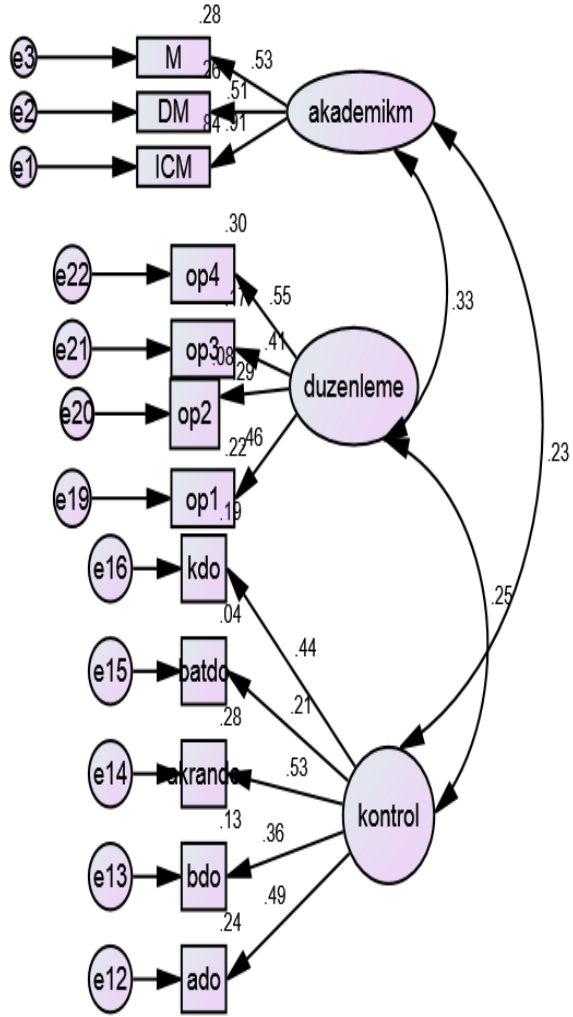 .28
e3 M .53
.26
.51
e2 DM akademikm
.84 .91
e1 ICM
.30
e22 op4 .55
.17 .33
e21 op3 .41
.08 .29
duzenleme
e20 op2
.22 .46 .23
e19 op1
.19
e16 kdo
.25
.04
.44
e15 batdo
.21
.28
e14 akrando .53
kontrol
.13
.36
e13 bdo
.49
.24
e12 ado